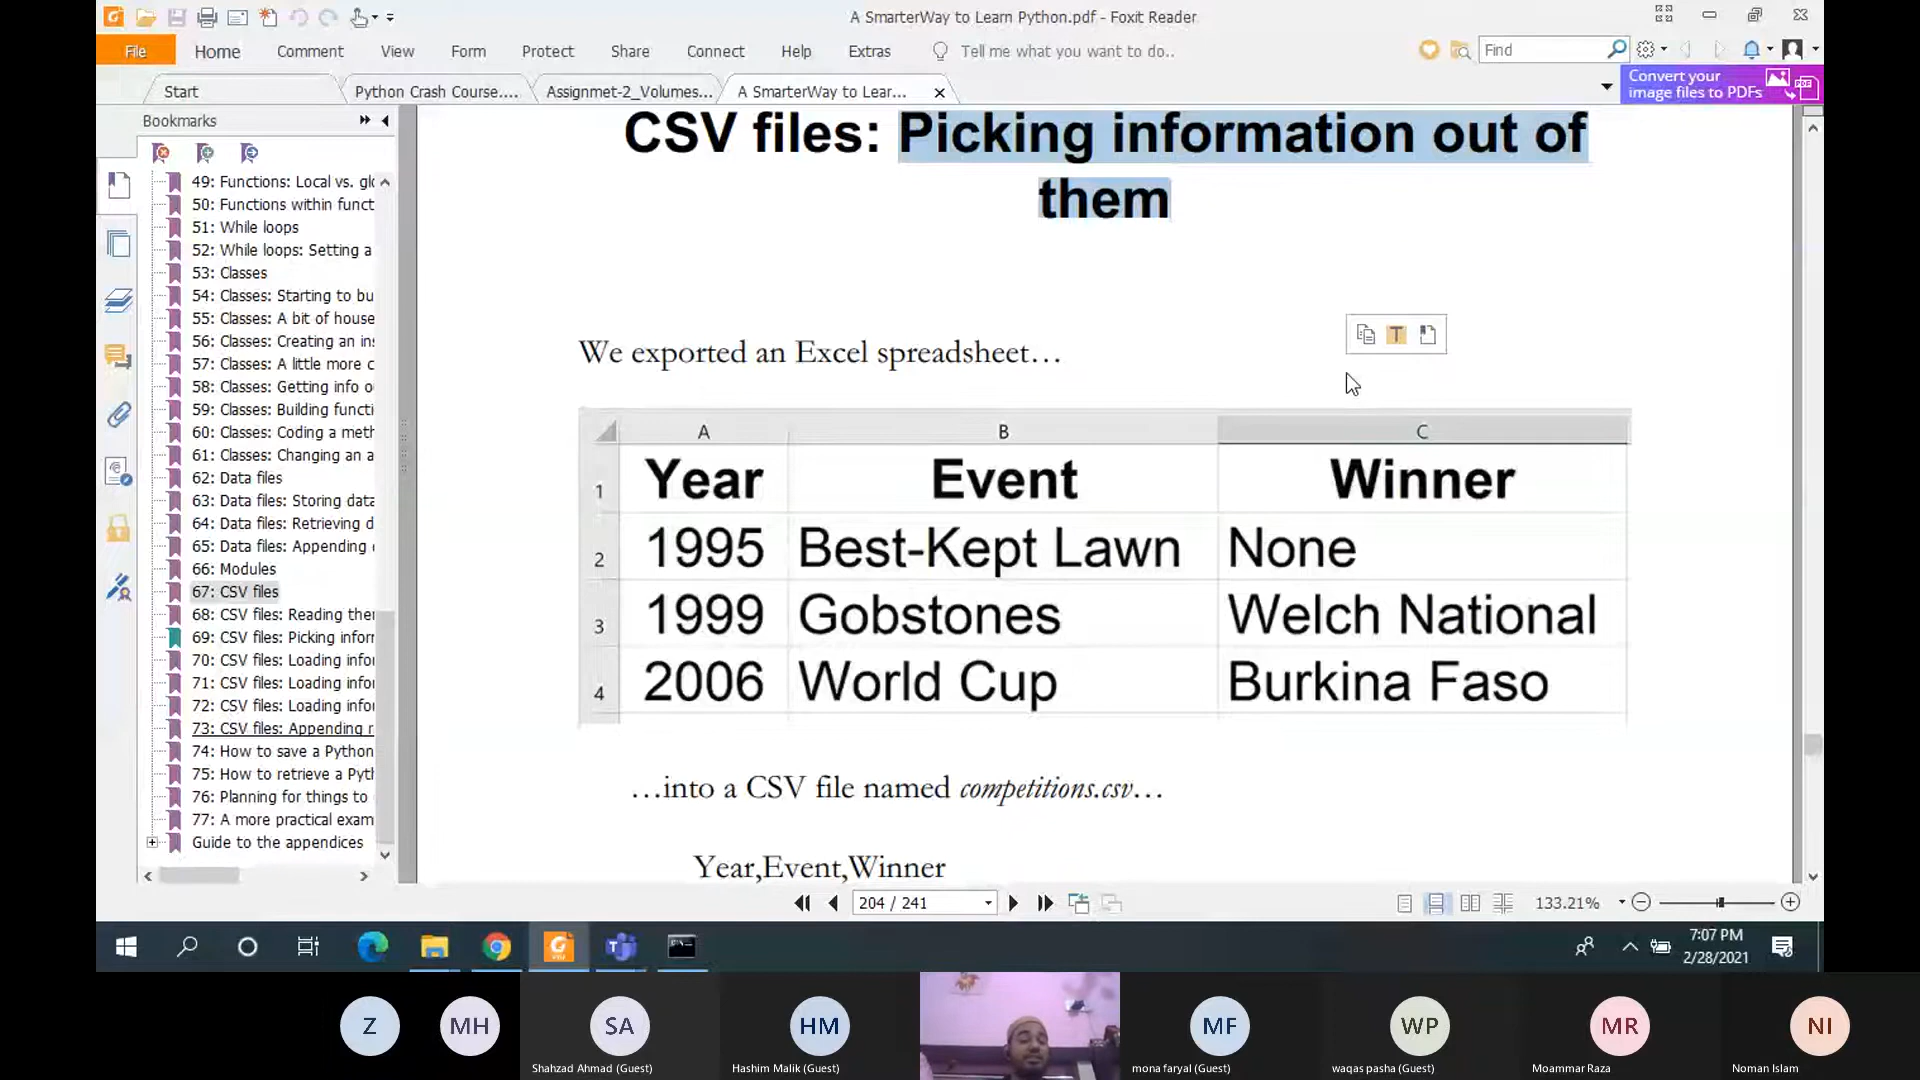 A SmarterWay to Learn Python.pdf - Foxit Reader
File Home Comment View Form Protect Share Connect Help Extras Tell me what you want to do.. Find
Start Python Crash Course.... Assignmet-2_Volumes... A SmarterWay to Lear...
Convert your
image files to PDFs
Bookmarks
49: Functions: Local vs. glo
50: Functions within funct
51: While loops
52: While loops: Setting a
53: Classes
54: Classes: Starting to bu
55: Classes: A bit of house
56: Classes: Creating an ins
57: Classes: A little more c
58: Classes: Getting info o
59: Classes: Building functi
60: Classes: Coding a meth
61: Classes: Changing an a
62: Data files
63: Data files: Storing data
64: Data files: Retrieving d
65: Data files: Appending
66: Modules
67: CSV files
68: CSV files: Reading ther
69: CSV files: Picking inforr
70: CSV files: Loading infor
71: CSV files: Loading infor
72: CSV files: Loading infor
73: CSV files: Appending r
74: How to save a Python
75: How to retrieve a Pyth
76: Planning for things to
77: A more practical exam
Guide to the appendices
CSV files: Picking information out of
them
We exported an Excel spreadsheet…
A B C
1 Year Event Winner
2 1995 Best-Kept Lawn None
3 1999 Gobstones Welch National
4 2006 World Cup Burkina Faso
…into a CSV file named competitions.csv…
Year,Event,Winner
204 / 241
133.21%
7:07 PM
2/28/2021
Z MH SA HM MF WP MR NI
Shahzad Ahmad (Guest) Hashim Malik (Guest) mona faryal (Guest) waqas pasha (Guest) Moammar Raza Noman Islam